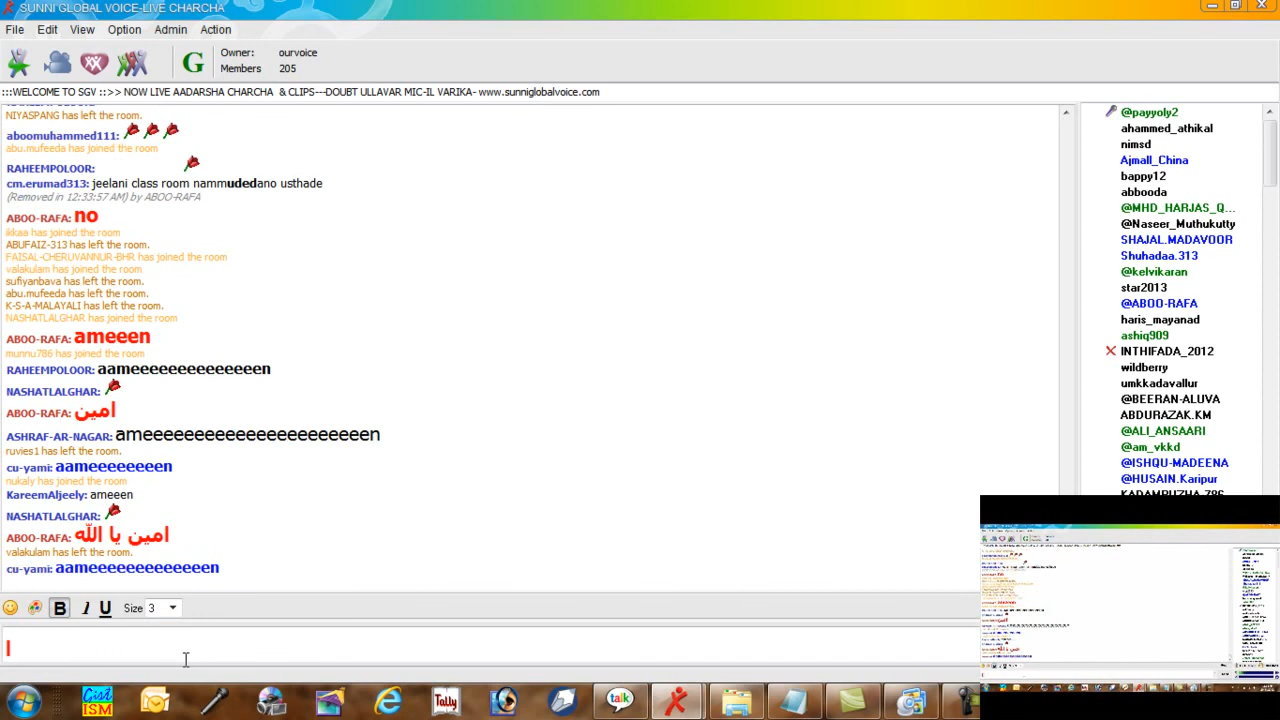 SUNNI GLOBAL VOICE-LIVE CHARCHA
File Edit View Option Admin Action
G
Owner: ourvoice
Members 205
:::WELCOME TO SGV ::>> NOW LIVE AADARSHA CHARCHA & CLIPS---DOUBT ULLAVAR MIC-IL VARIKA- www.sunniglobalvoice.com
NIYASPANG has left the room.
aboomuhammed111:
abu.mufeeda has joined the room
RAHEEMPOLOOR:
cm.erumad313: jeelani class room nammudedano usthade
(Removed in 12:33:57 AM) by ABOO-RAFA
ABOO-RAFA: no
ikkaa has joined the room
ABUFAIZ-313 has left the room.
FAISAL-CHERUVANNUR-BHR has joined the room
valakulam has joined the room
sufiyanbava has left the room.
abu.mufeeda has left the room.
K-S-A-MALAYALI has left the room.
NASHATLALGHAR has joined the room
ABOO-RAFA: ameeen
munnu786 has joined the room
RAHEEMPOLOOR: aameeeeeeeeeeeeeen
NASHATLALGHAR:
ABOO-RAFA: امين
ASHRAF-AR-NAGAR: ameeeeeeeeeeeeeeeeeeeeen
ruvies1 has left the room.
cu-yami: aameeeeeeeeen
nukaly has joined the room
KareemAljeely: ameeen
NASHATLALGHAR:
ABOO-RAFA: امين يا الله
valakulam has left the room.
cu-yami: aameeeeeeeeeeeeeen
B I U Size 3
@payyoly2
ahammed_athikal
nimsd
Ajmall_China
bappy12
abbooda
@MHD_HARJAS_Q...
@Naseer_Muthukutty
SHAJAL.MADAVOOR
Shuhadaa.313
@kelvikaran
star2013
@ABOO-RAFA
haris_mayanad
ashiq909
INTHIFADA_2012
wildberry
umkkadavallur
@BEERAN-ALUVA
ABDURAZAK.KM
@ALI_ANSAARI
@am_vkkd
@ISHQU-MADEENA
@HUSAIN.Karipur
KADAMPUZHA.786
Gist
ISM
Tally
talk